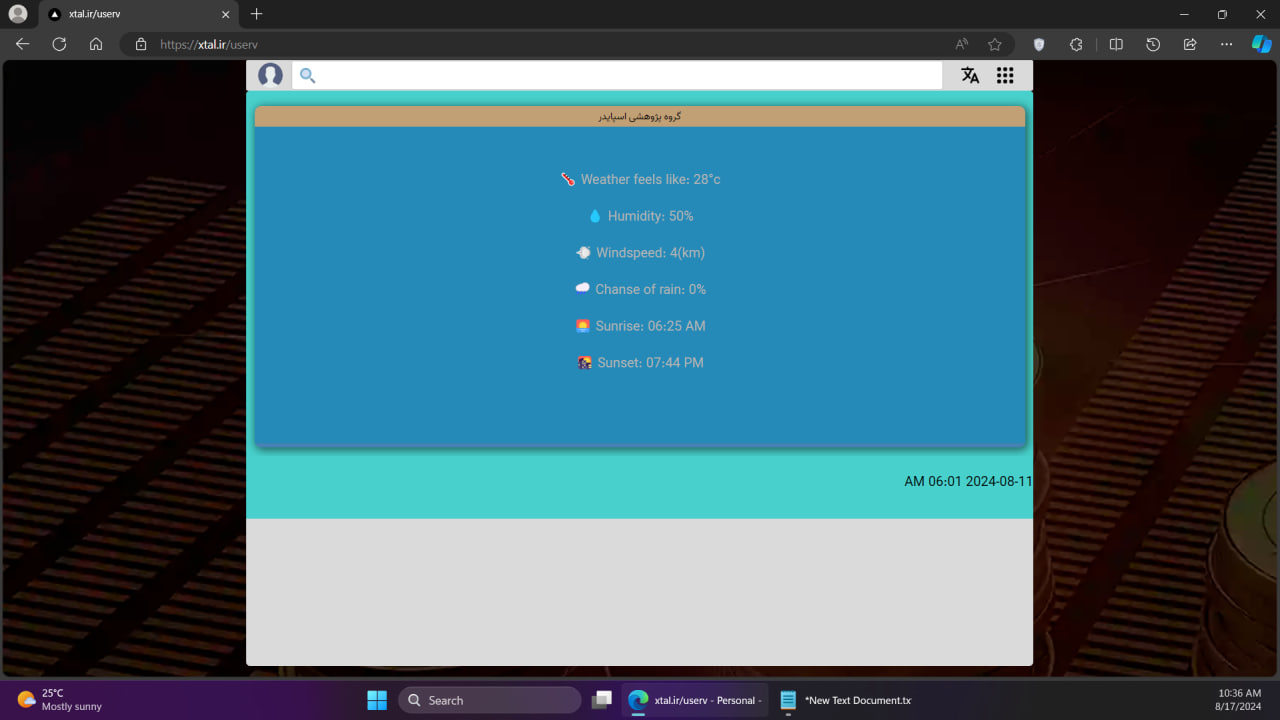 xtal.ir/userv
https://xtal.ir/userv
گروه پژوهشی اسپایدر
Weather feels like: 28°c
Humidity: 50%
Windspeed: 4(km)
Chanse of rain: 0%
Sunrise: 06:25 AM
Sunset: 07:44 PM
AM 06:01 2024-08-11
25°C
Mostly sunny
Search
xtal.ir/userv - Personal -
*New Text Document.tx
10:36 AM
8/17/2024